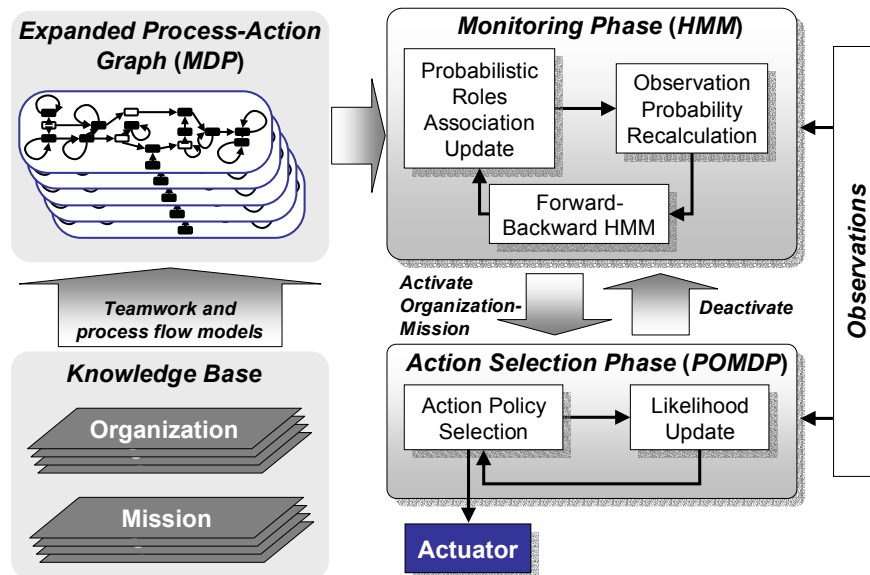 Expanded Process-Action
Graph (MDP)
Monitoring Phase (HMM)
Probabilistic
Roles
Association
Update
Observation
Probability
Recalculation
Forward-
Backward HMM
Teamwork and
process flow models
Activate
Organization-
Mission
Deactivate
Observations
Knowledge Base
Organization
Mission
Action Selection Phase (POMDP)
Action Policy
Selection
Likelihood
Update
Actuator